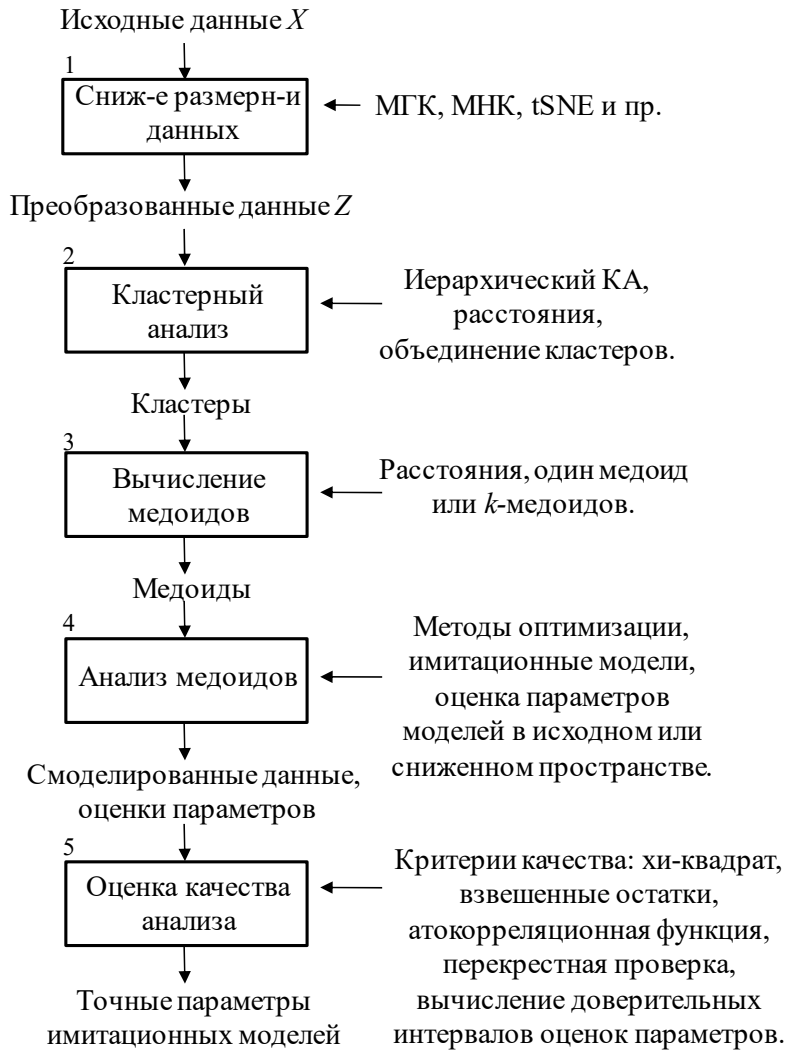 Исходные данные X
1
Сниж-е размерн-и
данных
МГК, МНК, tSNE и пр.
Преобразованные данные Z
2
Кластерный
анализ
Иерархический КА,
расстояния,
объединение кластеров.
Кластеры
3
Вычисление
медоидов
Расстояния, один медоид
или k-медоидов.
Медоиды
4
Анализ медоидов
Методы оптимизации,
имитационные модели,
оценка параметров
моделей в исходном или
сниженном пространстве.
Смоделированные данные,
оценки параметров
5
Оценка качества
анализа
Критерии качества: хи-квадрат,
взвешенные остатки,
атокорреляционная функция,
перекрестная проверка,
вычисление доверительных
интервалов оценок параметров.
Точные параметры
имитационных моделей